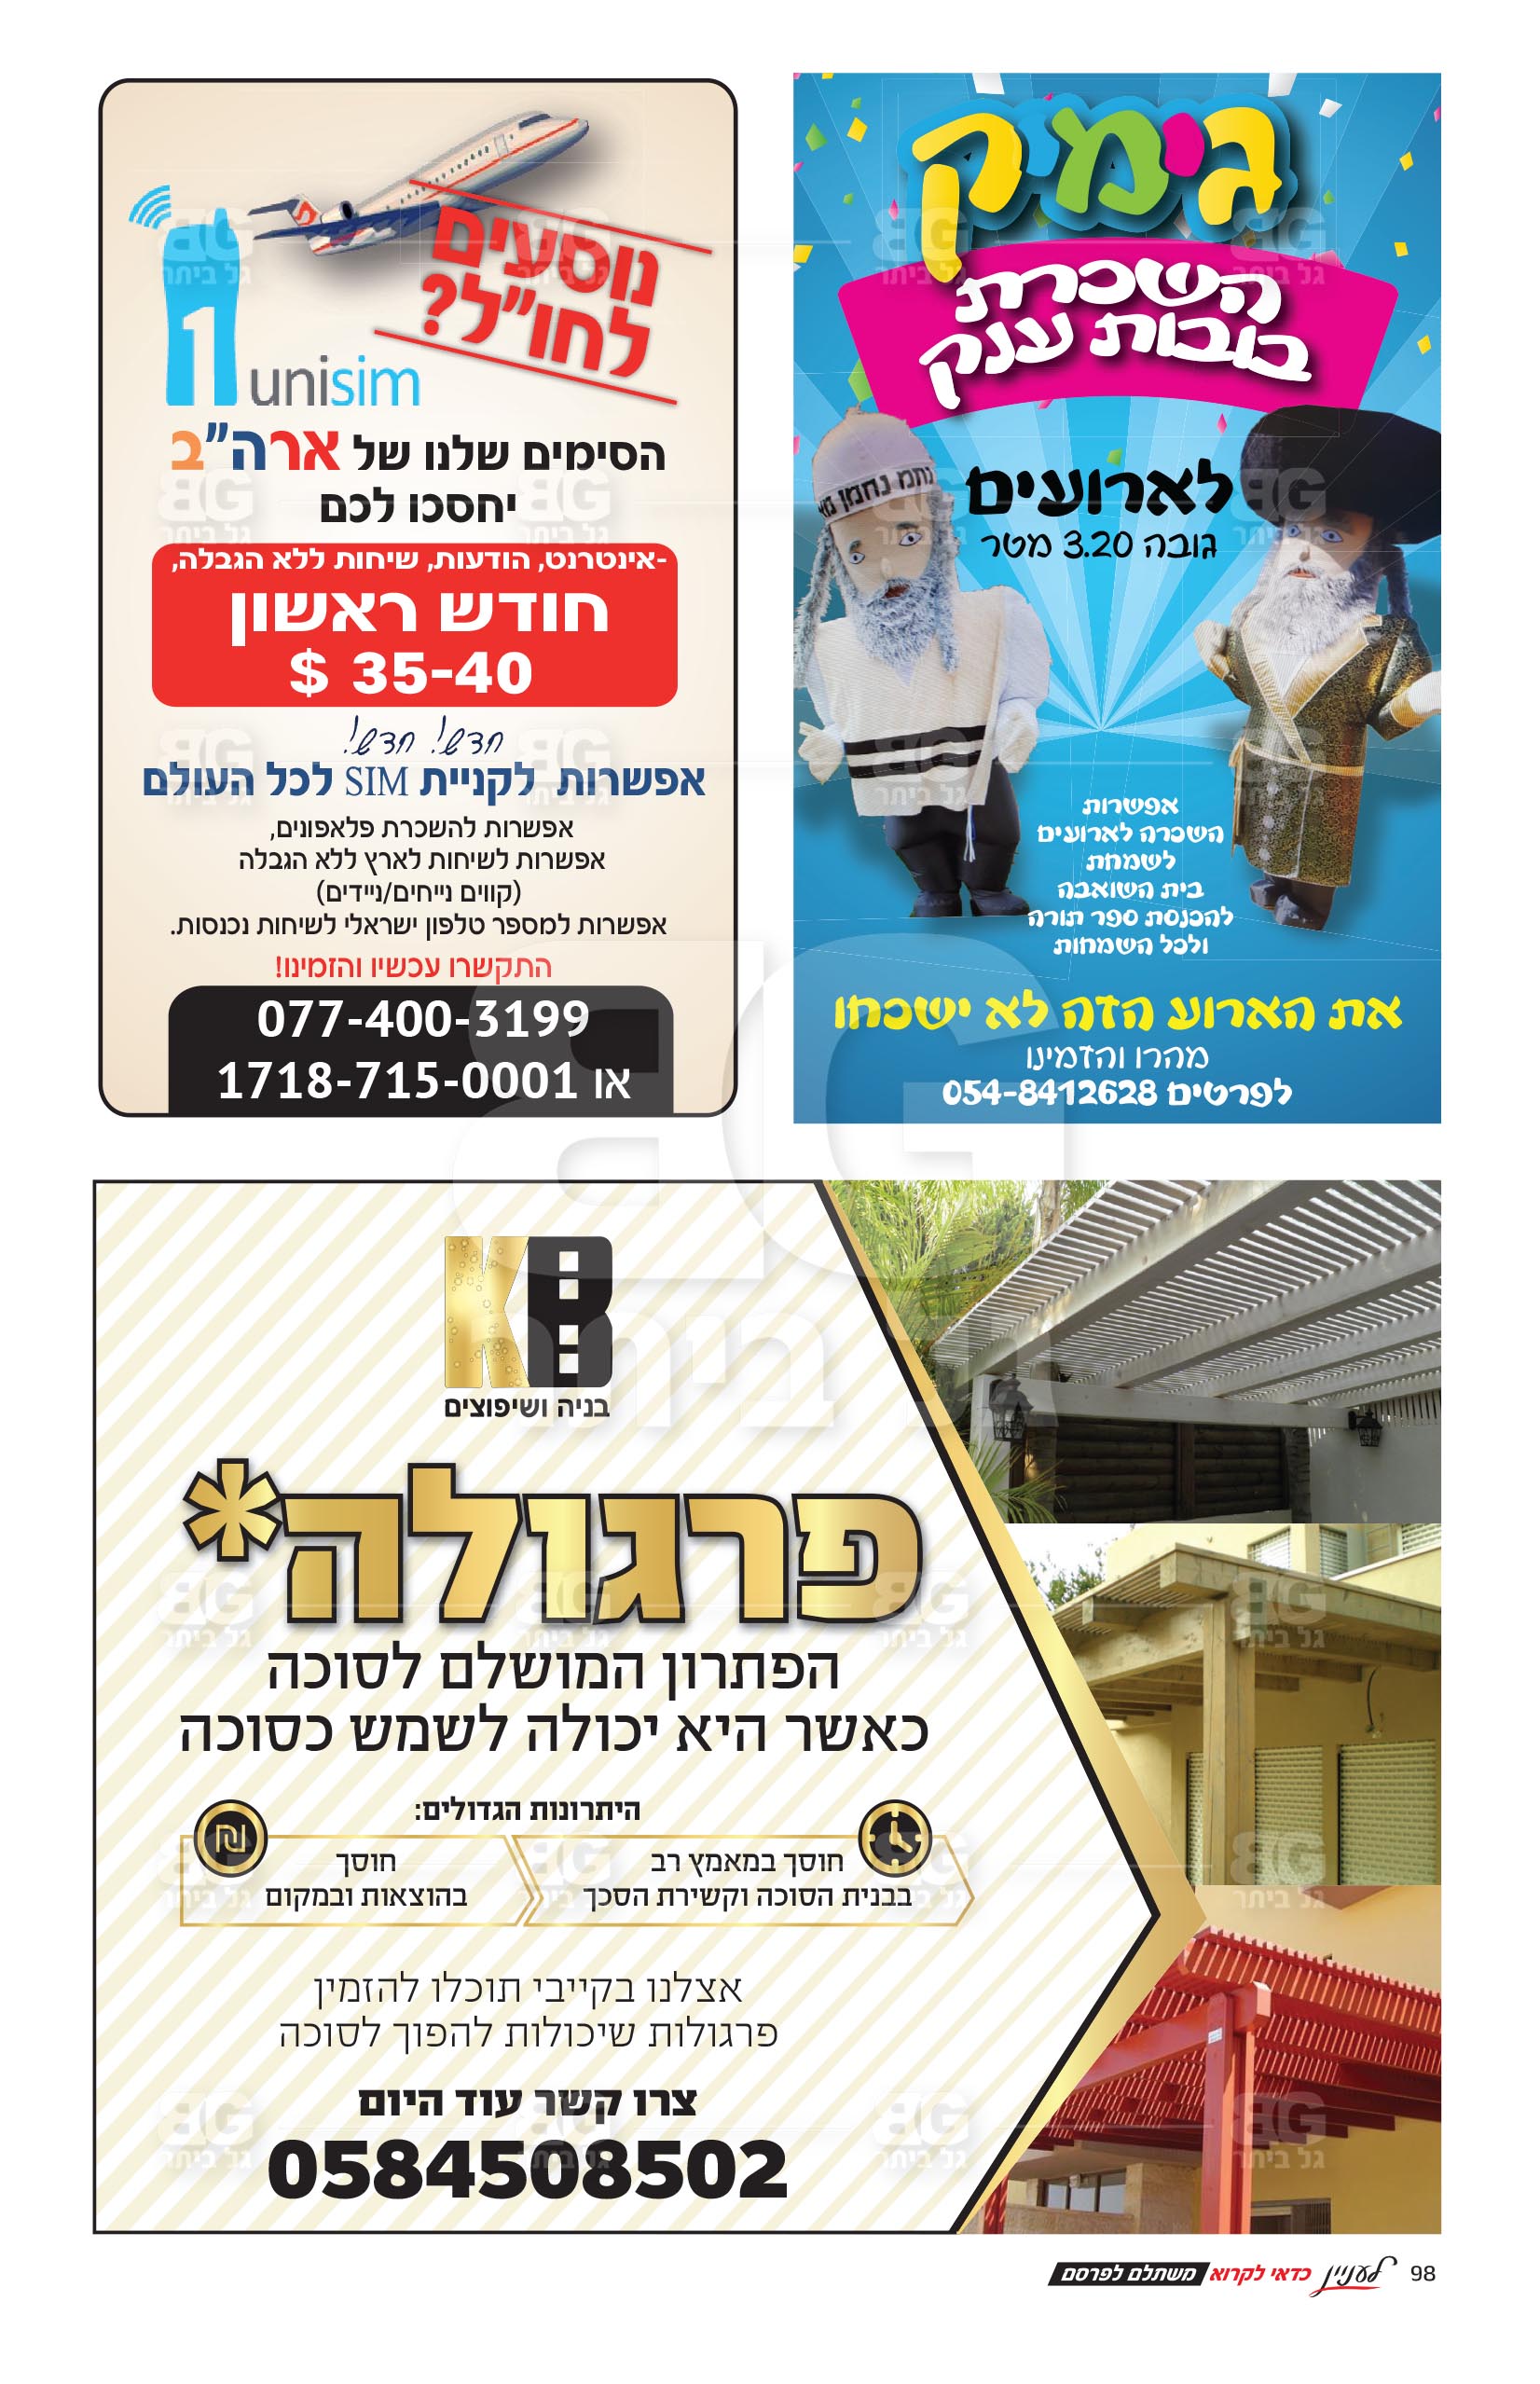 גימיק
השכרת
בובות ענק
נחמ נחמן מא
לארועים
גובה 3.20 מטר
אפשרות
השכרה לארועים
לשמחת
בית השואבה
להכנסת ספר תורה
ולכל השמחות
את הארוע הזה לא ישכחו
מהרו והזמינו
לפרטים 054-8412628
נוסעים
לחו"ל?
1
unisim
הסימים שלנו של ארה"ב
יחסכו לכם
-אינטרנט, הודעות, שיחות ללא הגבלה,
חודש ראשון
35-40 $
חדש! חדש!
אפשרות לקניית SIM לכל העולם
אפשרות להשכרת פלאפונים,
אפשרות לשיחות לארץ ללא הגבלה
(קווים נייחים/ניידים)
אפשרות למספר טלפון ישראלי לשיחות נכנסות.
התקשרו עכשיו והזמינו!
077-400-3199
או 1718-715-0001
KB
בניה ושיפוצים
פרגולה*
הפתרון המושלם לסוכה
כאשר היא יכולה לשמש כסוכה
היתרונות הגדולים:
חוסך במאמץ רב
בבנית הסוכה וקשירת הסכך
₪
חוסך
בהוצאות ובמקום
אצלנו בקייבי תוכלו להזמין
פרגולות שיכולות להפוך לסוכה
צרו קשר עוד היום
0584508502
BG
גל ביתר
98 לעניין כדאי לקרוא משתלם לפרסם